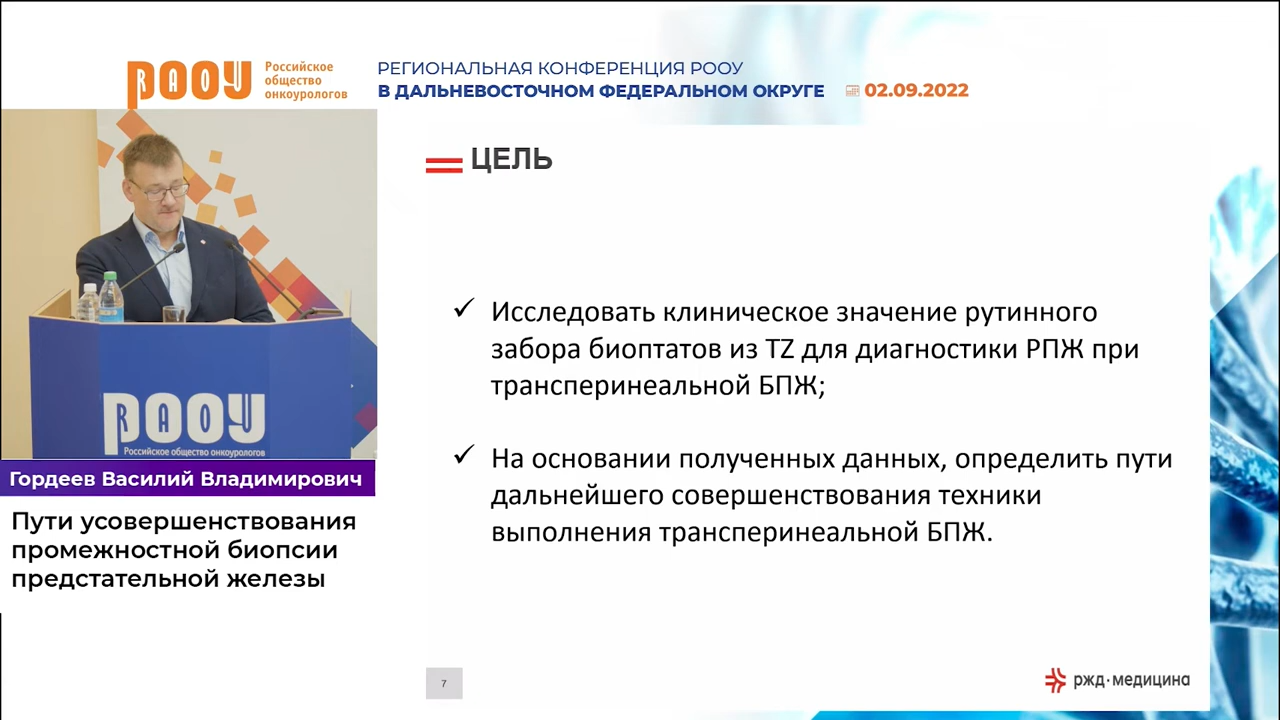 РООУ
RAOU
Российское
общество
онкоурологов
РЕГИОНАЛЬНАЯ КОНФЕРЕНЦИЯ РООУ
В ДАЛЬНЕВОСТОЧНОМ ФЕДЕРАЛЬНОМ ОКРУГЕ
02.09.2022
ЦЕЛЬ
✓ Исследовать клиническое значение рутинного
забора биоптатов из TZ для диагностики РПЖ при
трансперинеальной БПЖ;
✓ На основании полученных данных, определить пути
дальнейшего совершенствования техники
выполнения трансперинеальной БПЖ.
РООУ
RAOU
Российское общество онкоурологов
Гордеев Василий Владимирович
Пути усовершенствования
промежностной биопсии
предстательной железы
7
ржд·медицина